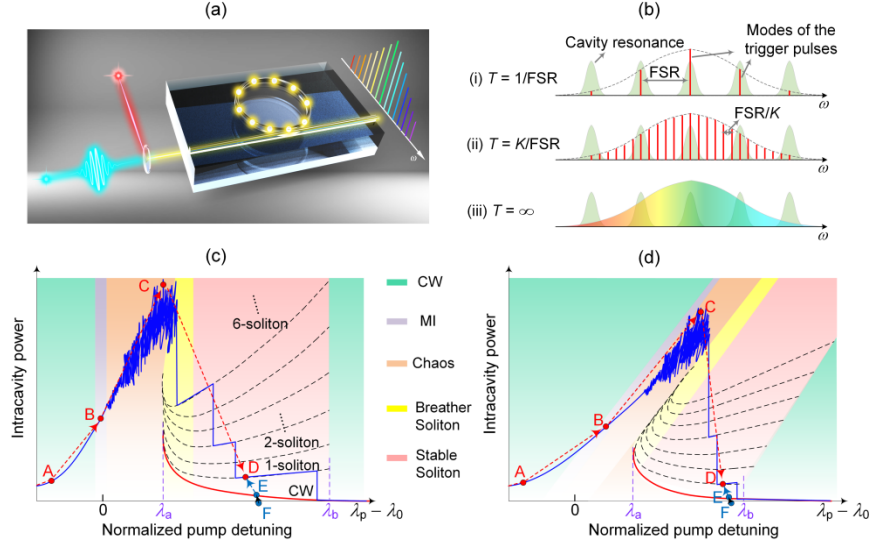 (a)
ω
(b)
Cavity resonance
Modes of the
trigger pulses
(i) T = 1/FSR
FSR
ω
(ii) T = K/FSR
FSR/K
ω
(iii) T = ∞
ω
(c)
Intracavity power
A
B
C
D
E
F
6-soliton
2-soliton
1-soliton
CW
0
λa
λb
λp − λ0
Normalized pump detuning
CW
MI
Chaos
Breather
Soliton
Stable
Soliton
(d)
Intracavity power
A
B
C
D
E
F
0
λa
λb
λp − λ0
Normalized pump detuning